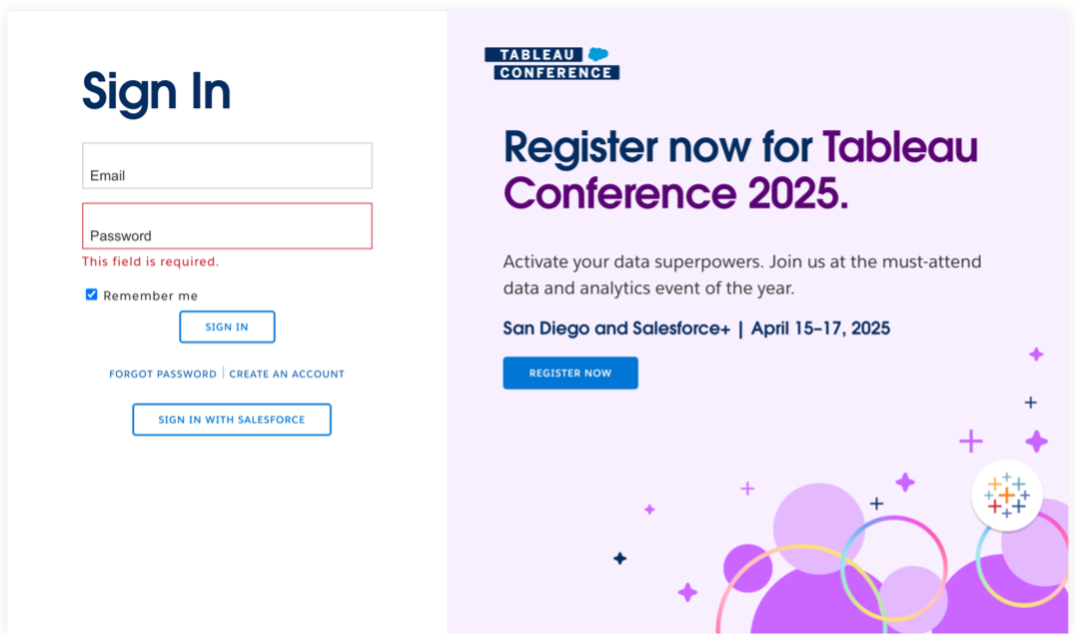 Sign In
Email
Password
This field is required.
Remember me
SIGN IN
FORGOT PASSWORD | CREATE AN ACCOUNT
SIGN IN WITH SALESFORCE
TABLEAU
CONFERENCE
Register now for Tableau
Conference 2025.
Activate your data superpowers. Join us at the must-attend
data and analytics event of the year.
San Diego and Salesforce+ | April 15–17, 2025
REGISTER NOW